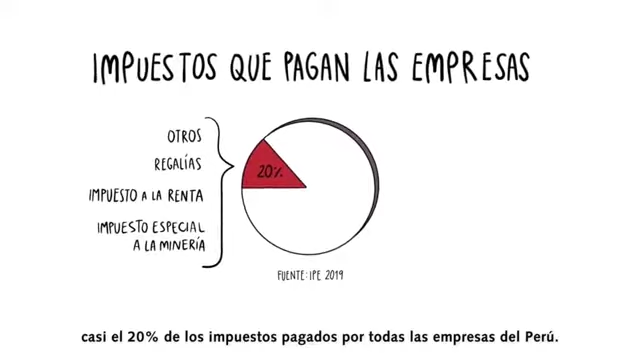 IMPUESTOS QUE PAGAN LAS EMPRESAS
OTROS
REGALÍAS
IMPUESTO A LA RENTA
IMPUESTO ESPECIAL
A LA MINERÍA
20%
FUENTE: IPE 2019
casi el 20% de los impuestos pagados por todas las empresas del Perú.